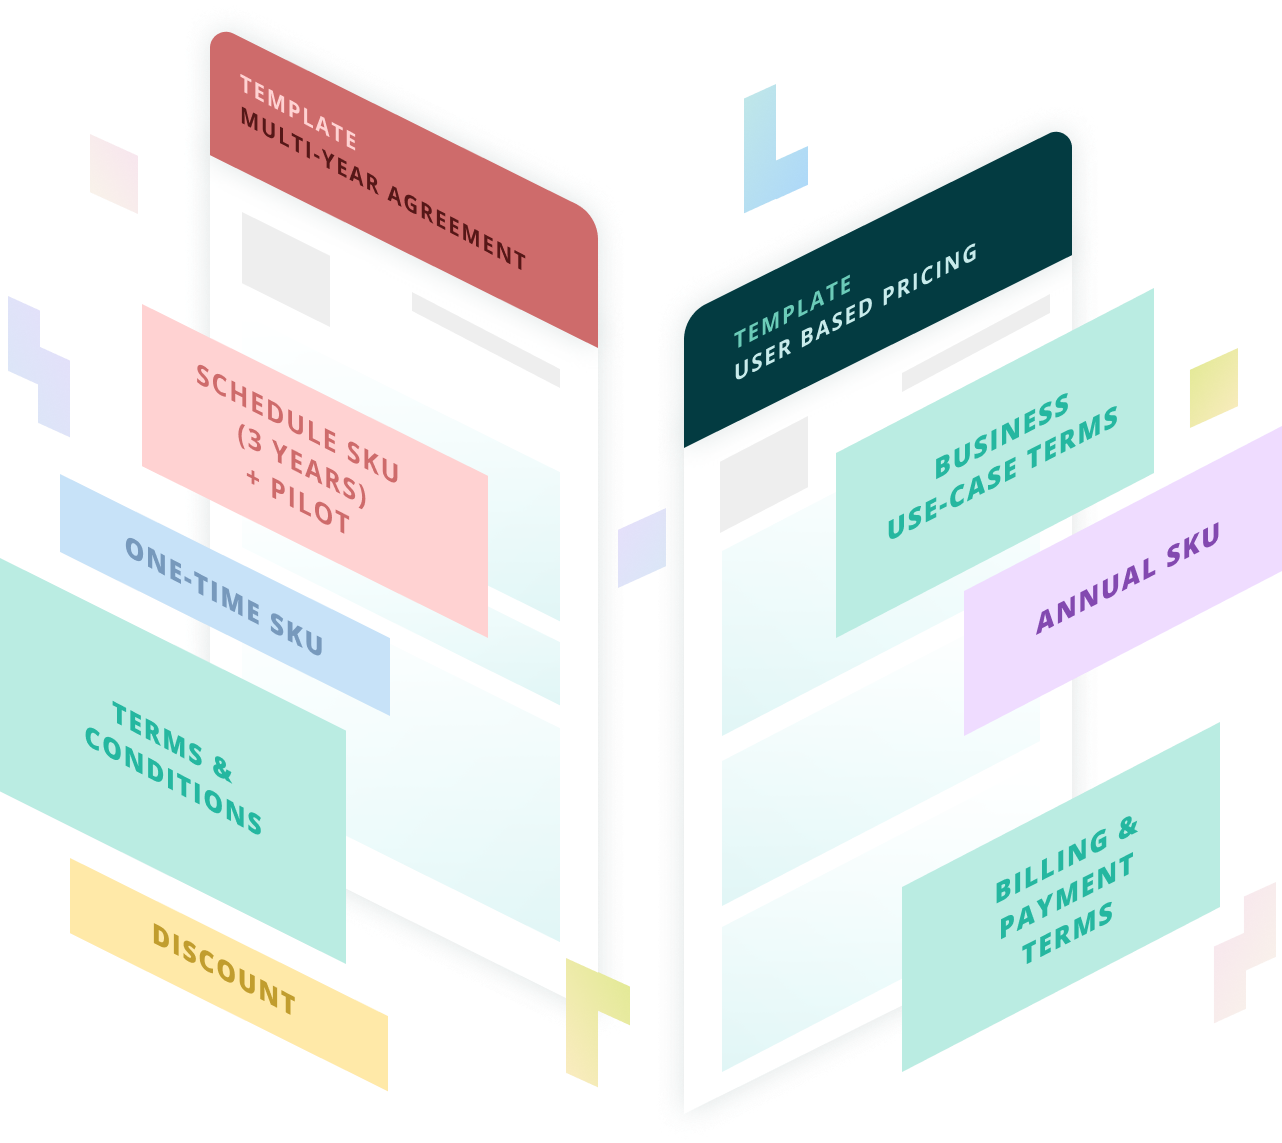 TEMPLATE
MULTI-YEAR AGREEMENT
SCHEDULE SKU
(3 YEARS)
+ PILOT
ONE-TIME SKU
TERMS &
CONDITIONS
DISCOUNT
TEMPLATE
USER BASED PRICING
BUSINESS
USE-CASE TERMS
ANNUAL SKU
BILLING &
PAYMENT
TERMS